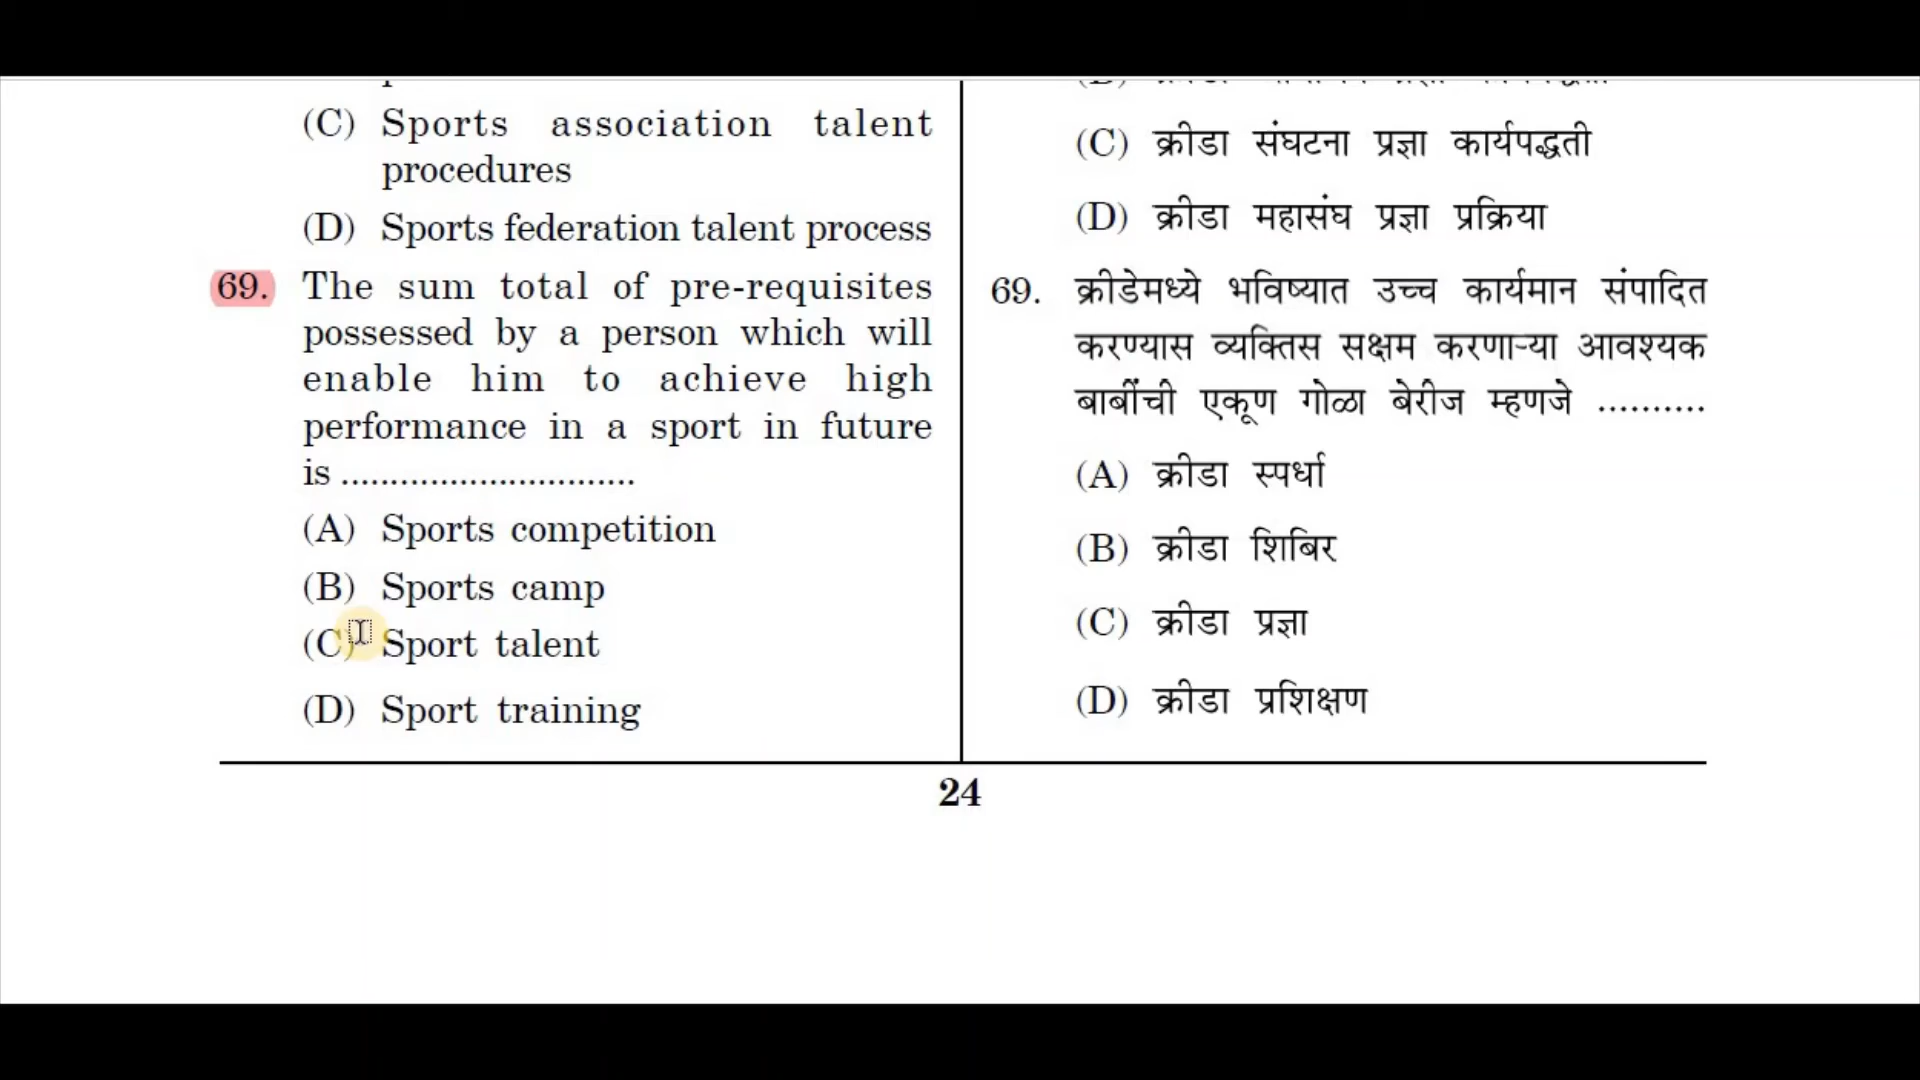 (C) Sports association talent
procedures
(D) Sports federation talent process
69. The sum total of pre-requisites
possessed by a person which will
enable him to achieve high
performance in a sport in future
is ..............................
(A) Sports competition
(B) Sports camp
(C) Sport talent
(D) Sport training
(C) क्रीडा संघटना प्रज्ञा कार्यपद्धती
(D) क्रीडा महासंघ प्रज्ञा प्रक्रिया
69. क्रीडेमध्ये भविष्यात उच्च कार्यमान संपादित
करण्यास व्यक्तिस सक्षम करणाऱ्या आवश्यक
बाबींची एकूण गोळा बेरीज म्हणजे ..........
(A) क्रीडा स्पर्धा
(B) क्रीडा शिबिर
(C) क्रीडा प्रज्ञा
(D) क्रीडा प्रशिक्षण
24